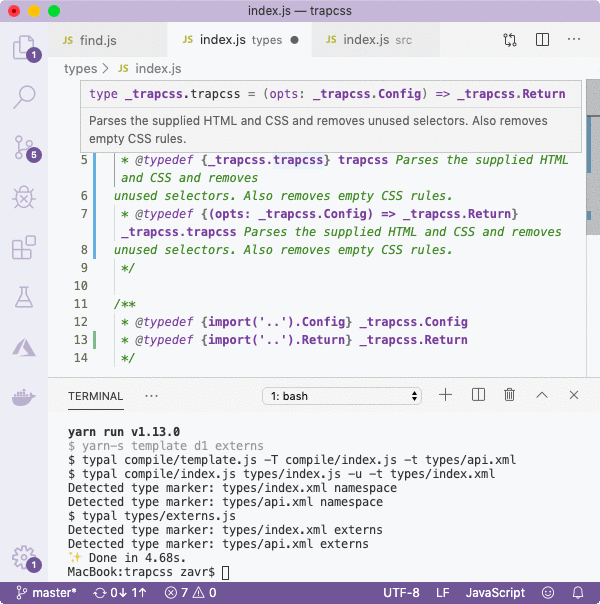 index.js — trapcss
JS find.js
JS index.js types ●
JS index.js src
···
types > JS index.js
type _trapcss.trapcss = (opts: _trapcss.Config) => _trapcss.Return
Parses the supplied HTML and CSS and removes unused selectors. Also removes
empty CSS rules.
5 * @typedef {_trapcss.trapcss} trapcss Parses the supplied HTML
and CSS and removes
6 unused selectors. Also removes empty CSS rules.
7 * @typedef {(opts: _trapcss.Config) => _trapcss.Return}
_trapcss.trapcss Parses the supplied HTML and CSS and removes
8 unused selectors. Also removes empty CSS rules.
9 */
10
11 /**
12 * @typedef {import('..').Config} _trapcss.Config
13 * @typedef {import('..').Return} _trapcss.Return
14 */
1
5
1
TERMINAL ··· 1: bash
yarn run v1.13.0
$ yarn-s template d1 externs
$ typal compile/template.js -T compile/index.js -t types/api.xml
$ typal compile/index.js types/index.js -u -t types/index.xml
Detected type marker: types/index.xml namespace
Detected type marker: types/api.xml namespace
$ typal types/externs.js
Detected type marker: types/index.xml externs
Detected type marker: types/api.xml externs
✨ Done in 4.68s.
MacBook:trapcss zavr$
master* 0↓ 1↑ 7 0 UTF-8 LF JavaScript